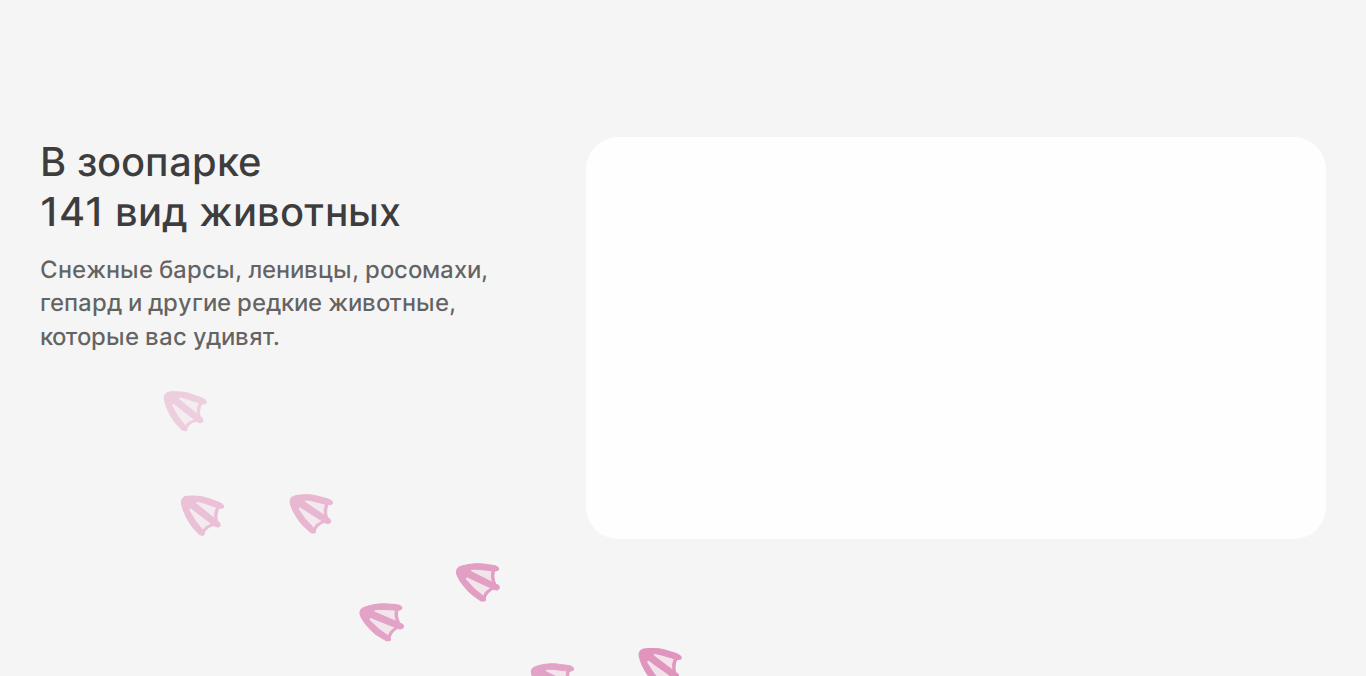 В зоопарке
141 вид животных
Снежные барсы, ленивцы, росомахи,
гепард и другие редкие животные,
которые вас удивят.